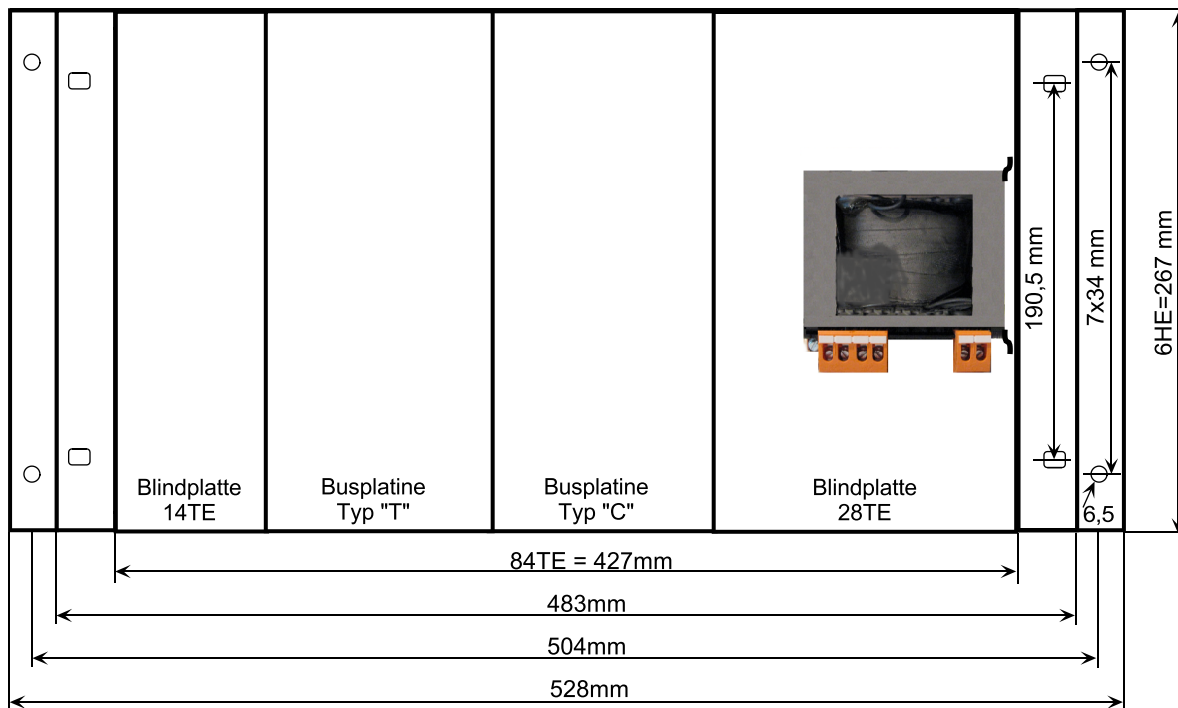 190,5 mm
7x34 mm
6HE=267 mm
Blindplatte
14TE
Busplatine
Typ "T"
Busplatine
Typ "C"
Blindplatte
28TE
6,5
84TE = 427mm
483mm
504mm
528mm